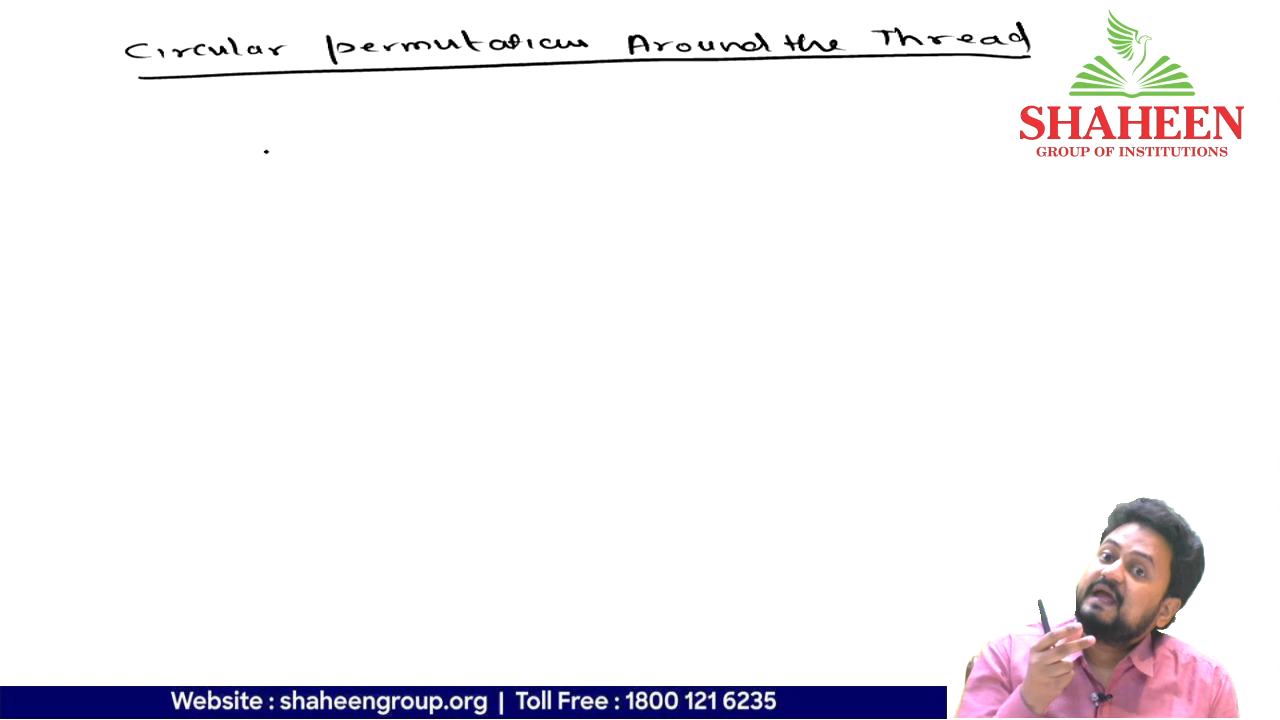 Circular permutations Around the Thread
SHAHEEN
GROUP OF INSTITUTIONS
Website : shaheengroup.org | Toll Free : 1800 121 6235